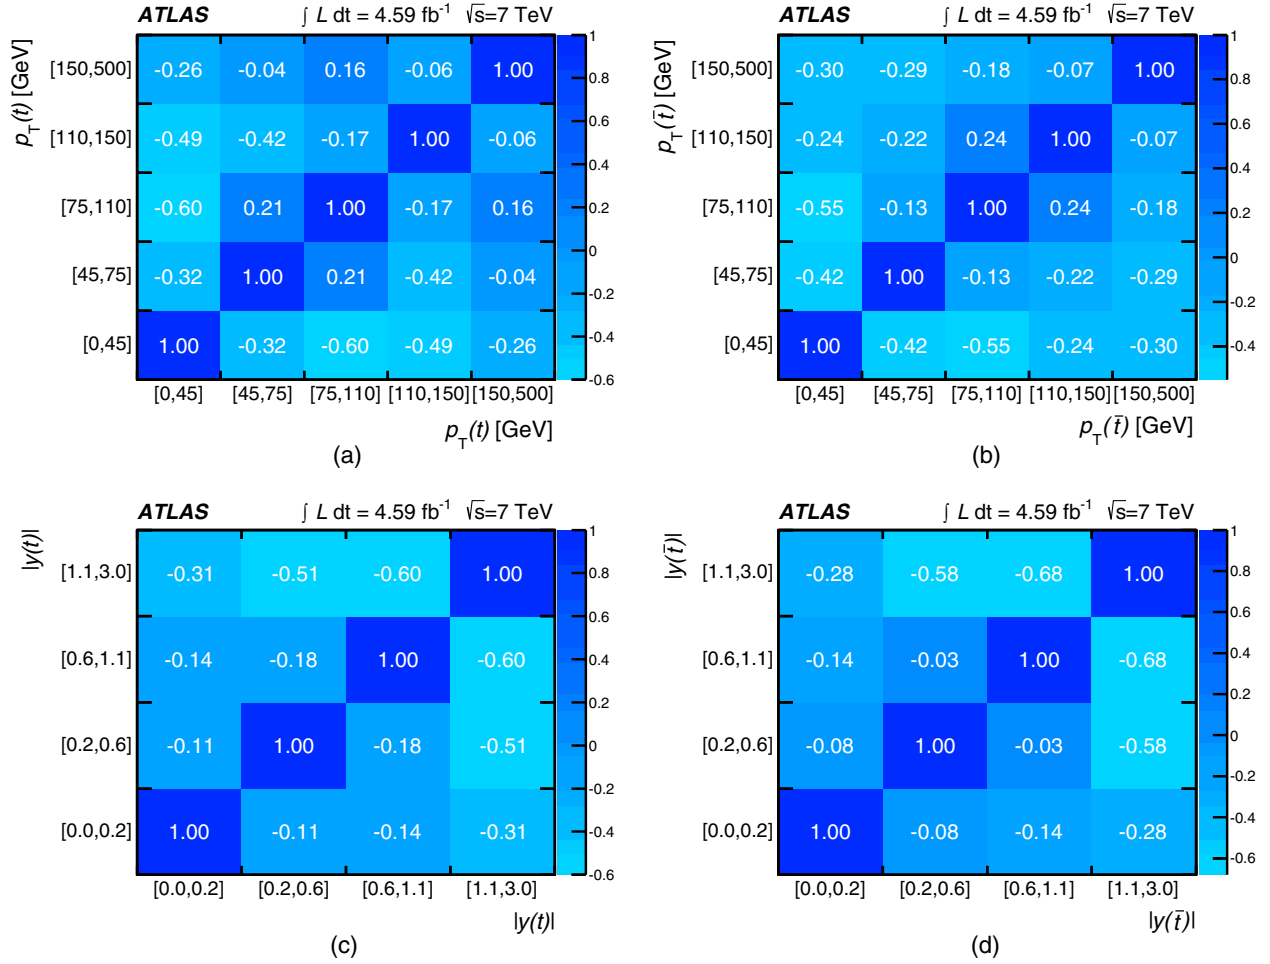 ATLAS ∫ L dt = 4.59 fb⁻¹ √s=7 TeV
p_T(t) [GeV]
[150,500] -0.26 -0.04 0.16 -0.06 1.00
[110,150] -0.49 -0.42 -0.17 1.00 -0.06
[75,110] -0.60 0.21 1.00 -0.17 0.16
[45,75] -0.32 1.00 0.21 -0.42 -0.04
[0,45] 1.00 -0.32 -0.60 -0.49 -0.26
[0,45] [45,75] [75,110] [110,150] [150,500]
p_T(t) [GeV]
1
0.8
0.6
0.4
0.2
0
-0.2
-0.4
-0.6
(a)
ATLAS ∫ L dt = 4.59 fb⁻¹ √s=7 TeV
p_T(t̄) [GeV]
[150,500] -0.30 -0.29 -0.18 -0.07 1.00
[110,150] -0.24 -0.22 0.24 1.00 -0.07
[75,110] -0.55 -0.13 1.00 0.24 -0.18
[45,75] -0.42 1.00 -0.13 -0.22 -0.29
[0,45] 1.00 -0.42 -0.55 -0.24 -0.30
[0,45] [45,75] [75,110] [110,150] [150,500]
p_T(t̄) [GeV]
1
0.8
0.6
0.4
0.2
0
-0.2
-0.4
(b)
ATLAS ∫ L dt = 4.59 fb⁻¹ √s=7 TeV
|y(t)|
[1.1,3.0] -0.31 -0.51 -0.60 1.00
[0.6,1.1] -0.14 -0.18 1.00 -0.60
[0.2,0.6] -0.11 1.00 -0.18 -0.51
[0.0,0.2] 1.00 -0.11 -0.14 -0.31
[0.0,0.2] [0.2,0.6] [0.6,1.1] [1.1,3.0]
|y(t)|
1
0.8
0.6
0.4
0.2
0
-0.2
-0.4
-0.6
(c)
ATLAS ∫ L dt = 4.59 fb⁻¹ √s=7 TeV
|y(t̄)|
[1.1,3.0] -0.28 -0.58 -0.68 1.00
[0.6,1.1] -0.14 -0.03 1.00 -0.68
[0.2,0.6] -0.08 1.00 -0.03 -0.58
[0.0,0.2] 1.00 -0.08 -0.14 -0.28
[0.0,0.2] [0.2,0.6] [0.6,1.1] [1.1,3.0]
|y(t̄)|
1
0.8
0.6
0.4
0.2
0
-0.2
-0.4
-0.6
(d)